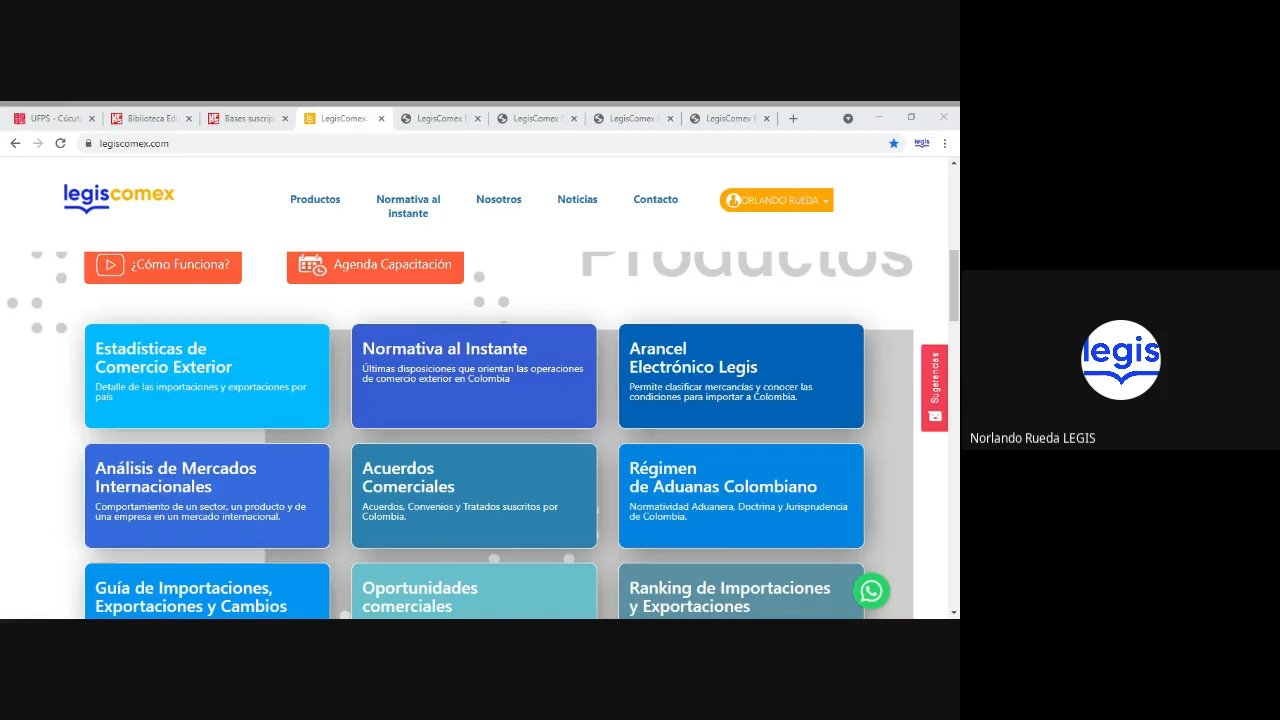 UFPS - Cúcut
Biblioteca Edu
Bases suscrip
LegisComex.
LegisComex
LegisComex
LegisComex
LegisComex
legiscomex.com
legis
legiscomex
Productos
Normativa al
instante
Nosotros
Noticias
Contacto
ORLANDO RUEDA
¿Cómo Funciona?
Agenda Capacitación
Productos
Estadísticas de
Comercio Exterior
Detalle de las importaciones y exportaciones por
país
Normativa al Instante
Últimas disposiciones que orientan las operaciones
de comercio exterior en Colombia
Arancel
Electrónico Legis
Permite clasificar mercancías y conocer las
condiciones para importar a Colombia.
Sugerencias
Análisis de Mercados
Internacionales
Comportamiento de un sector, un producto y de
una empresa en un mercado internacional.
Acuerdos
Comerciales
Acuerdos, Convenios y Tratados suscritos por
Colombia.
Régimen
de Aduanas Colombiano
Normatividad Aduanera, Doctrina y Jurisprudencia
de Colombia.
Guía de Importaciones,
Exportaciones y Cambios
Oportunidades
comerciales
Ranking de Importaciones
y Exportaciones
legis
Norlando Rueda LEGIS